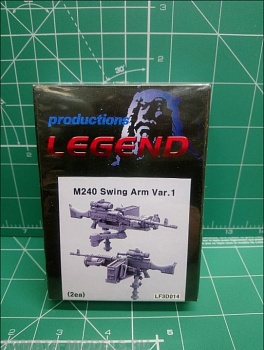 productions
LEGEND
M240 Swing Arm Var.1
(2ea) LF3D014